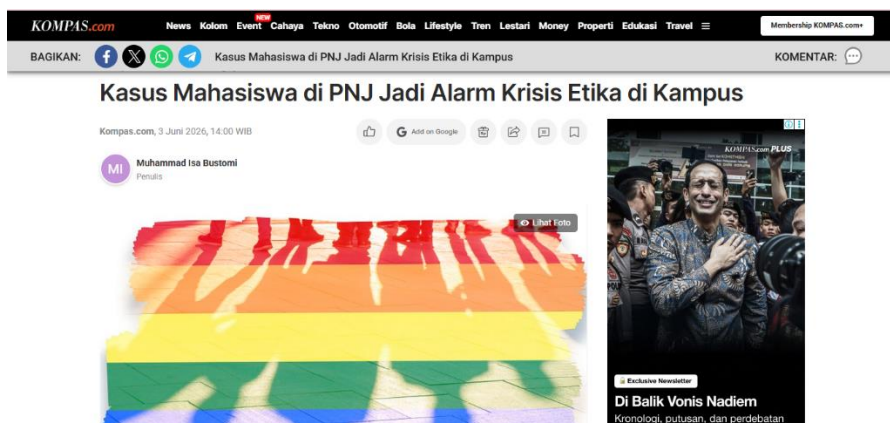 KOMPAS.com
News Kolom Event NEW Cahaya Tekno Otomotif Bola Lifestyle Tren Lestari Money Properti Edukasi Travel
Membership KOMPAS.com+
BAGIKAN:
Kasus Mahasiswa di PNJ Jadi Alarm Krisis Etika di Kampus
KOMENTAR:
Kasus Mahasiswa di PNJ Jadi Alarm Krisis Etika di Kampus
Kompas.com, 3 Juni 2026, 14:00 WIB
G Add on Google
MI
Muhammad Isa Bustomi
Penulis
Lihat Foto
KOMPAS.com PLUS
Exclusive Newsletter
Di Balik Vonis Nadiem
Kronologi, putusan, dan perdebatan